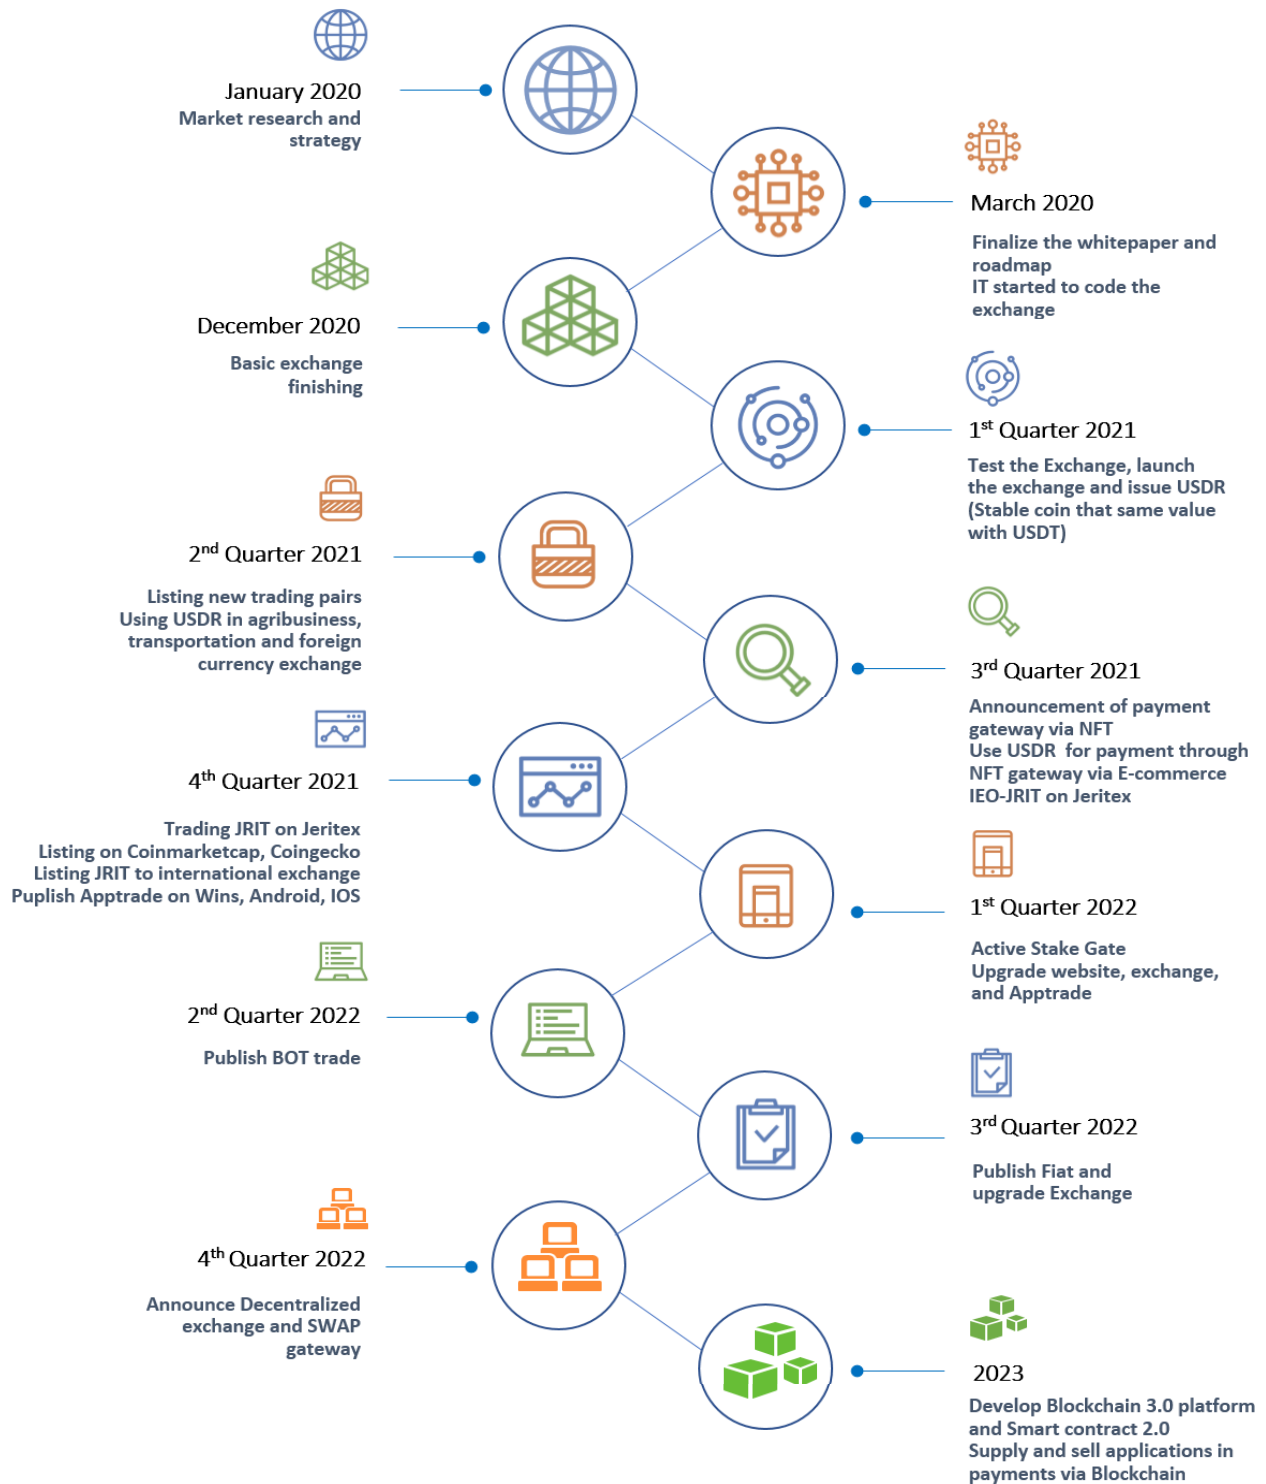 January 2020
Market research and
strategy
March 2020
Finalize the whitepaper and
roadmap
IT started to code the
exchange
December 2020
Basic exchange
finishing
1st Quarter 2021
Test the Exchange, launch
the exchange and issue USDR
(Stable coin that same value
with USDT)
2nd Quarter 2021
Listing new trading pairs
Using USDR in agribusiness,
transportation and foreign
currency exchange
3rd Quarter 2021
Announcement of payment
gateway via NFT
Use USDR for payment through
NFT gateway via E-commerce
IEO-JRIT on Jeritex
4th Quarter 2021
Trading JRIT on Jeritex
Listing on Coinmarketcap, Coingecko
Listing JRIT to international exchange
Puplish Apptrade on Wins, Android, IOS
1st Quarter 2022
Active Stake Gate
Upgrade website, exchange,
and Apptrade
2nd Quarter 2022
Publish BOT trade
3rd Quarter 2022
Publish Fiat and
upgrade Exchange
4th Quarter 2022
Announce Decentralized
exchange and SWAP
gateway
2023
Develop Blockchain 3.0 platform
and Smart contract 2.0
Supply and sell applications in
payments via Blockchain